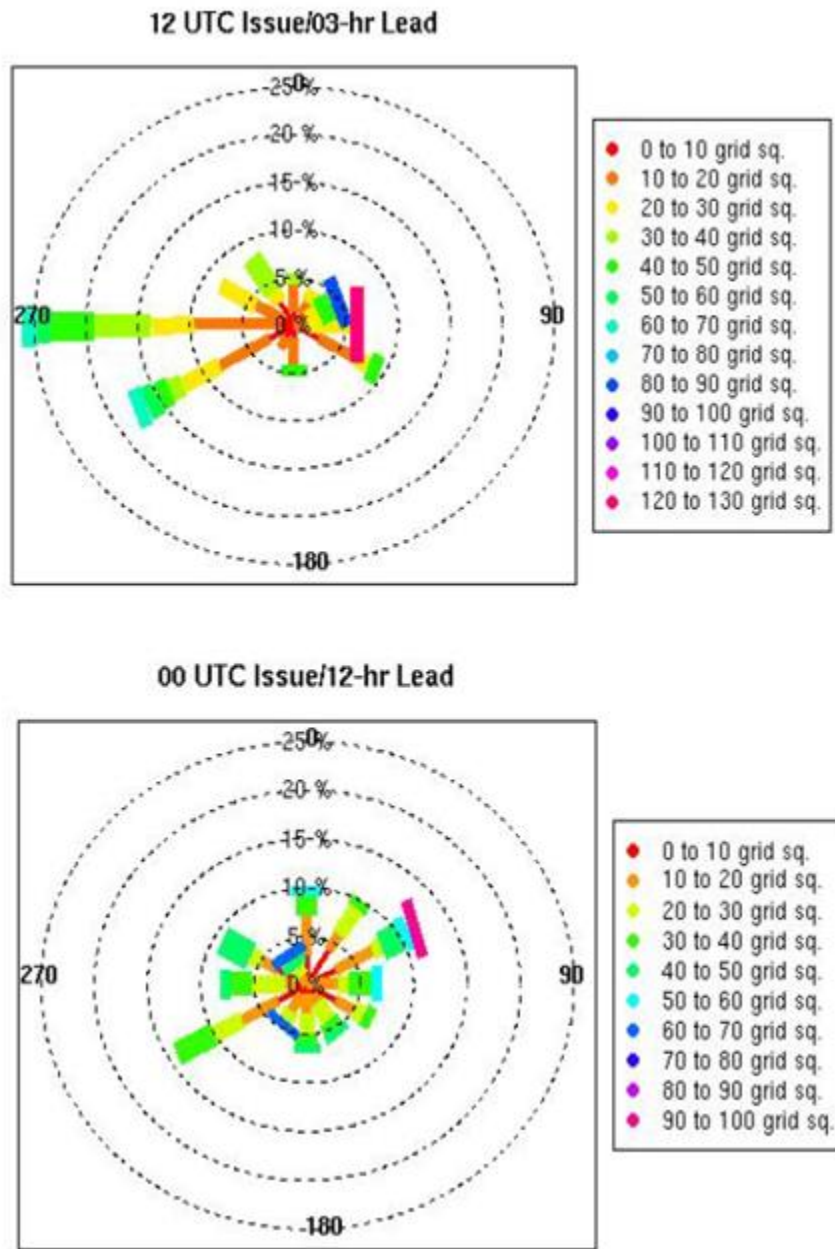 12 UTC Issue/03-hr Lead
0
25 %
20 %
15 %
10 %
5 %
0 %
270
90
180
0 to 10 grid sq.
10 to 20 grid sq.
20 to 30 grid sq.
30 to 40 grid sq.
40 to 50 grid sq.
50 to 60 grid sq.
60 to 70 grid sq.
70 to 80 grid sq.
80 to 90 grid sq.
90 to 100 grid sq.
100 to 110 grid sq.
110 to 120 grid sq.
120 to 130 grid sq.
00 UTC Issue/12-hr Lead
0
25 %
20 %
15 %
10 %
5 %
0 %
270
90
180
0 to 10 grid sq.
10 to 20 grid sq.
20 to 30 grid sq.
30 to 40 grid sq.
40 to 50 grid sq.
50 to 60 grid sq.
60 to 70 grid sq.
70 to 80 grid sq.
80 to 90 grid sq.
90 to 100 grid sq.